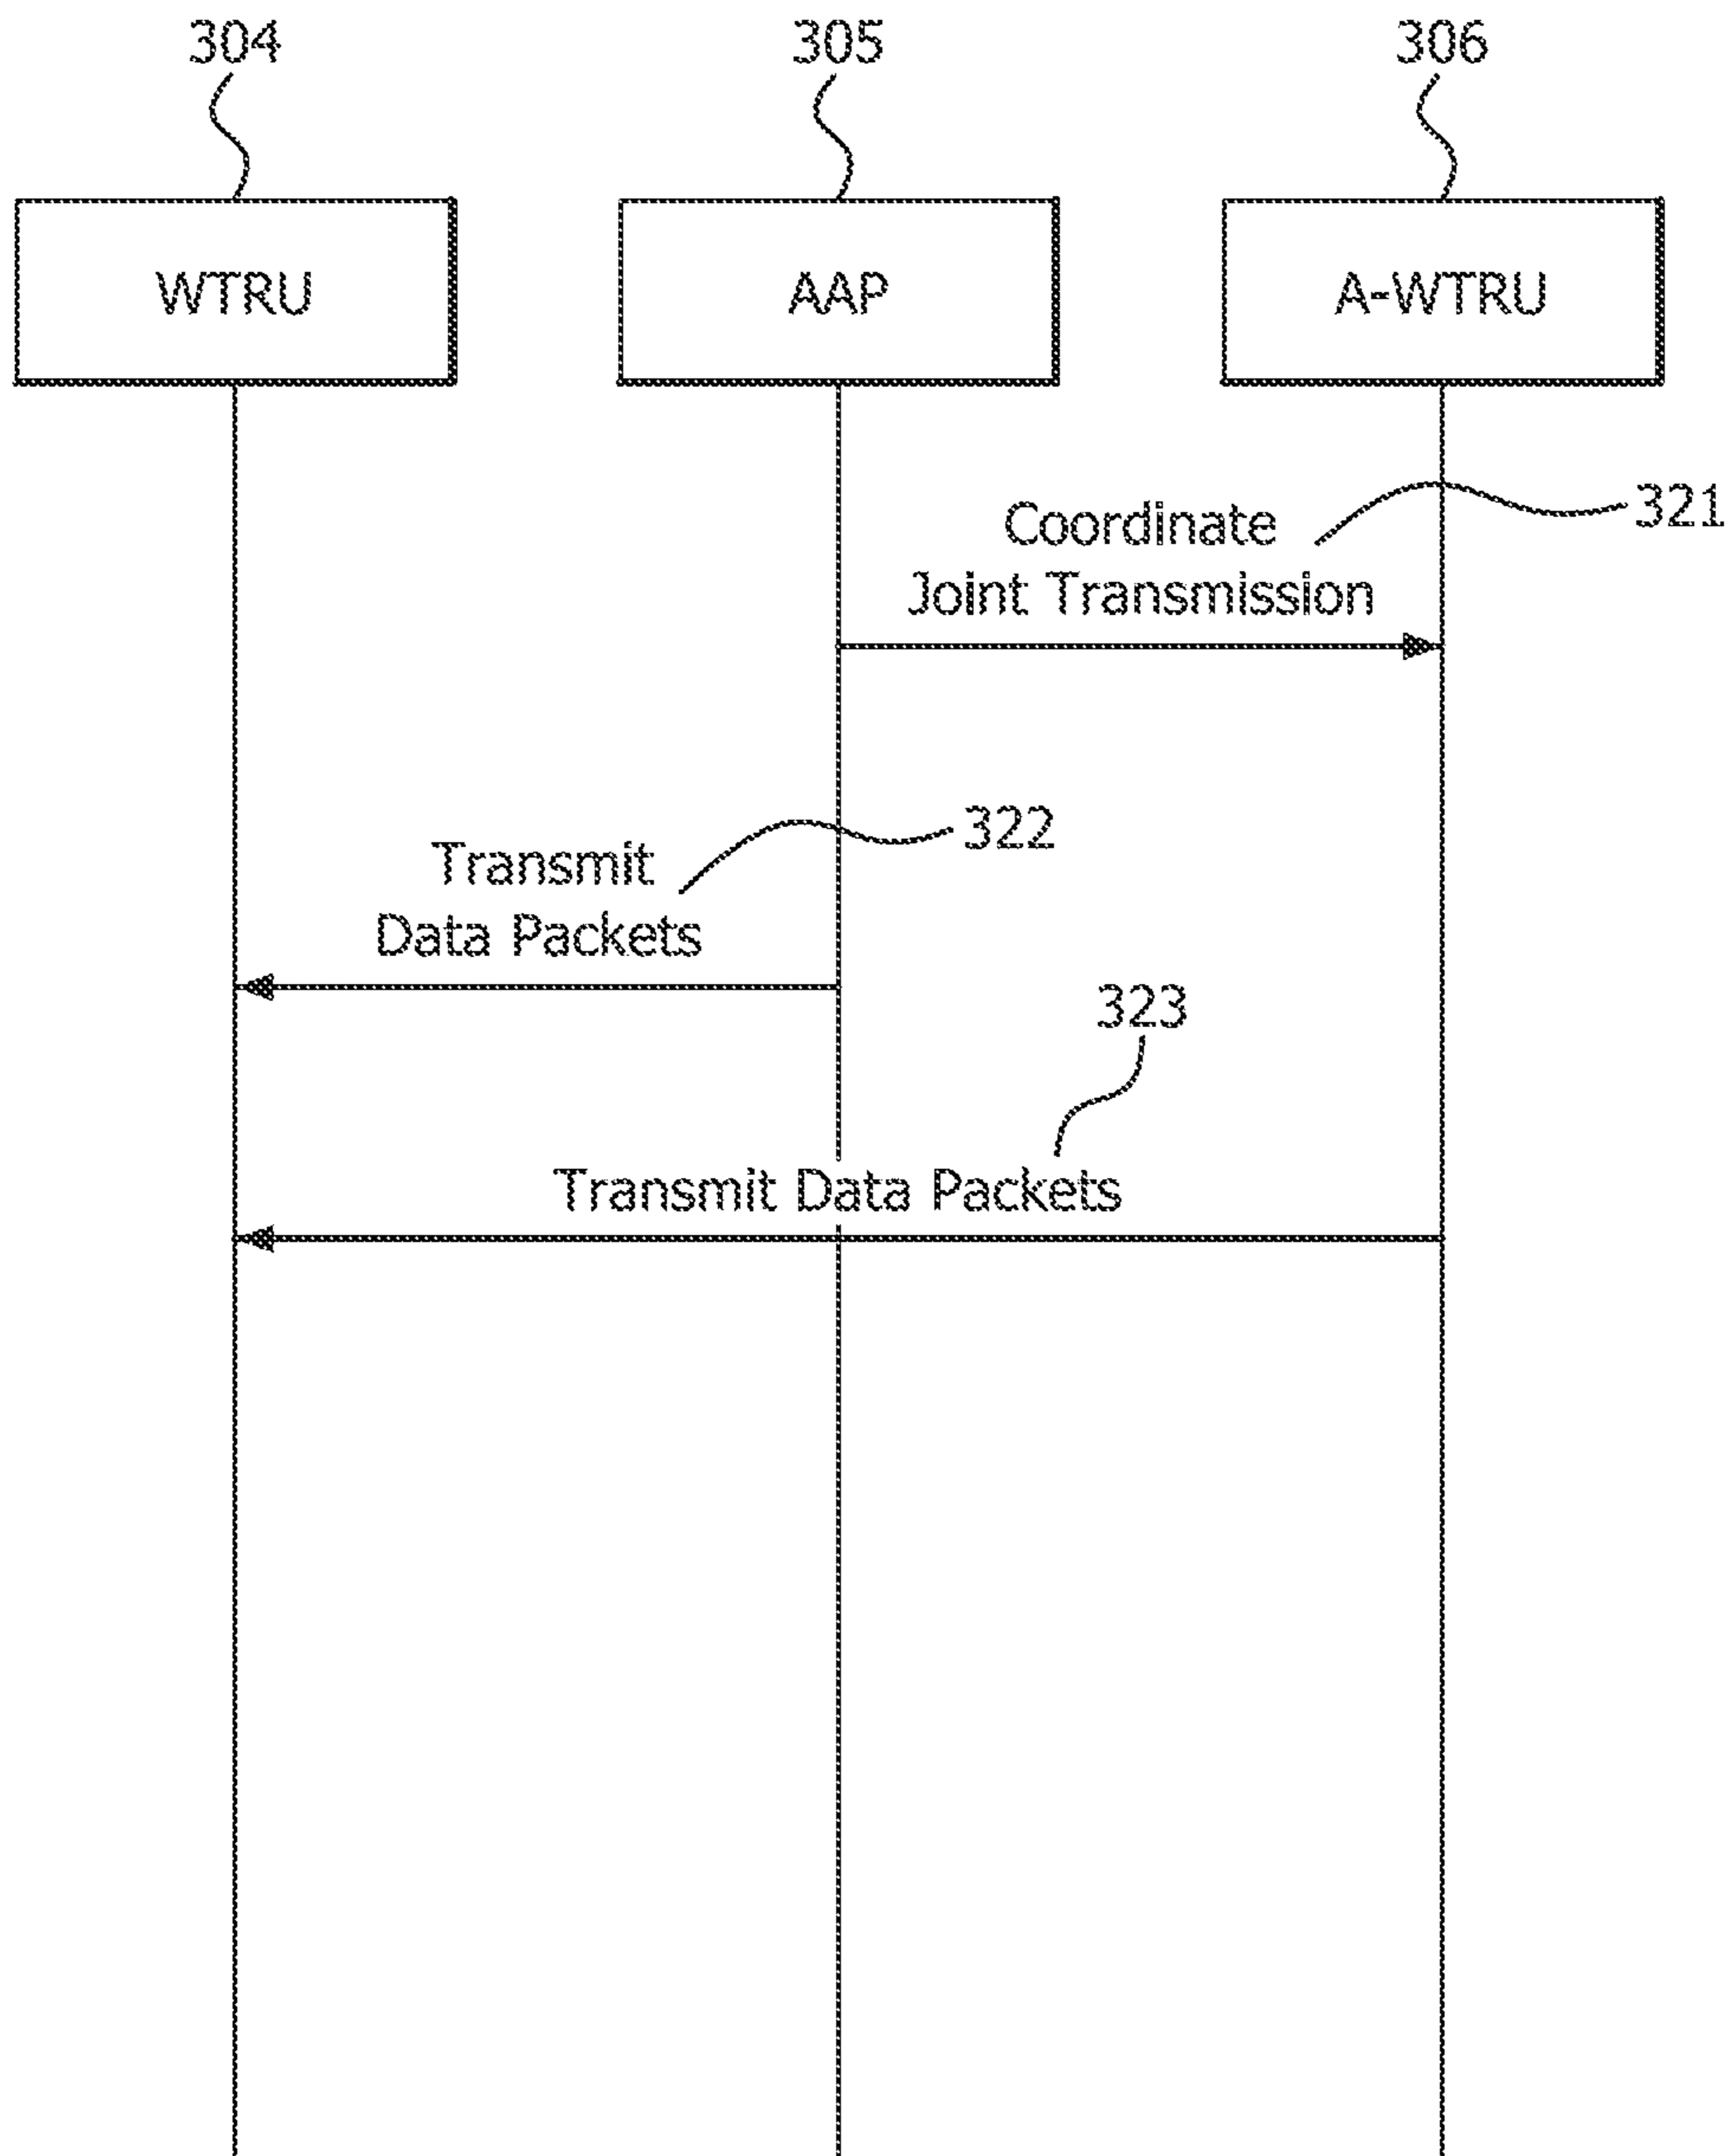 304
305
306
WTRU
AAP
A-WTRU
Coordinate
Joint Transmission
321
Transmit
Data Packets
322
323
Transmit Data Packets